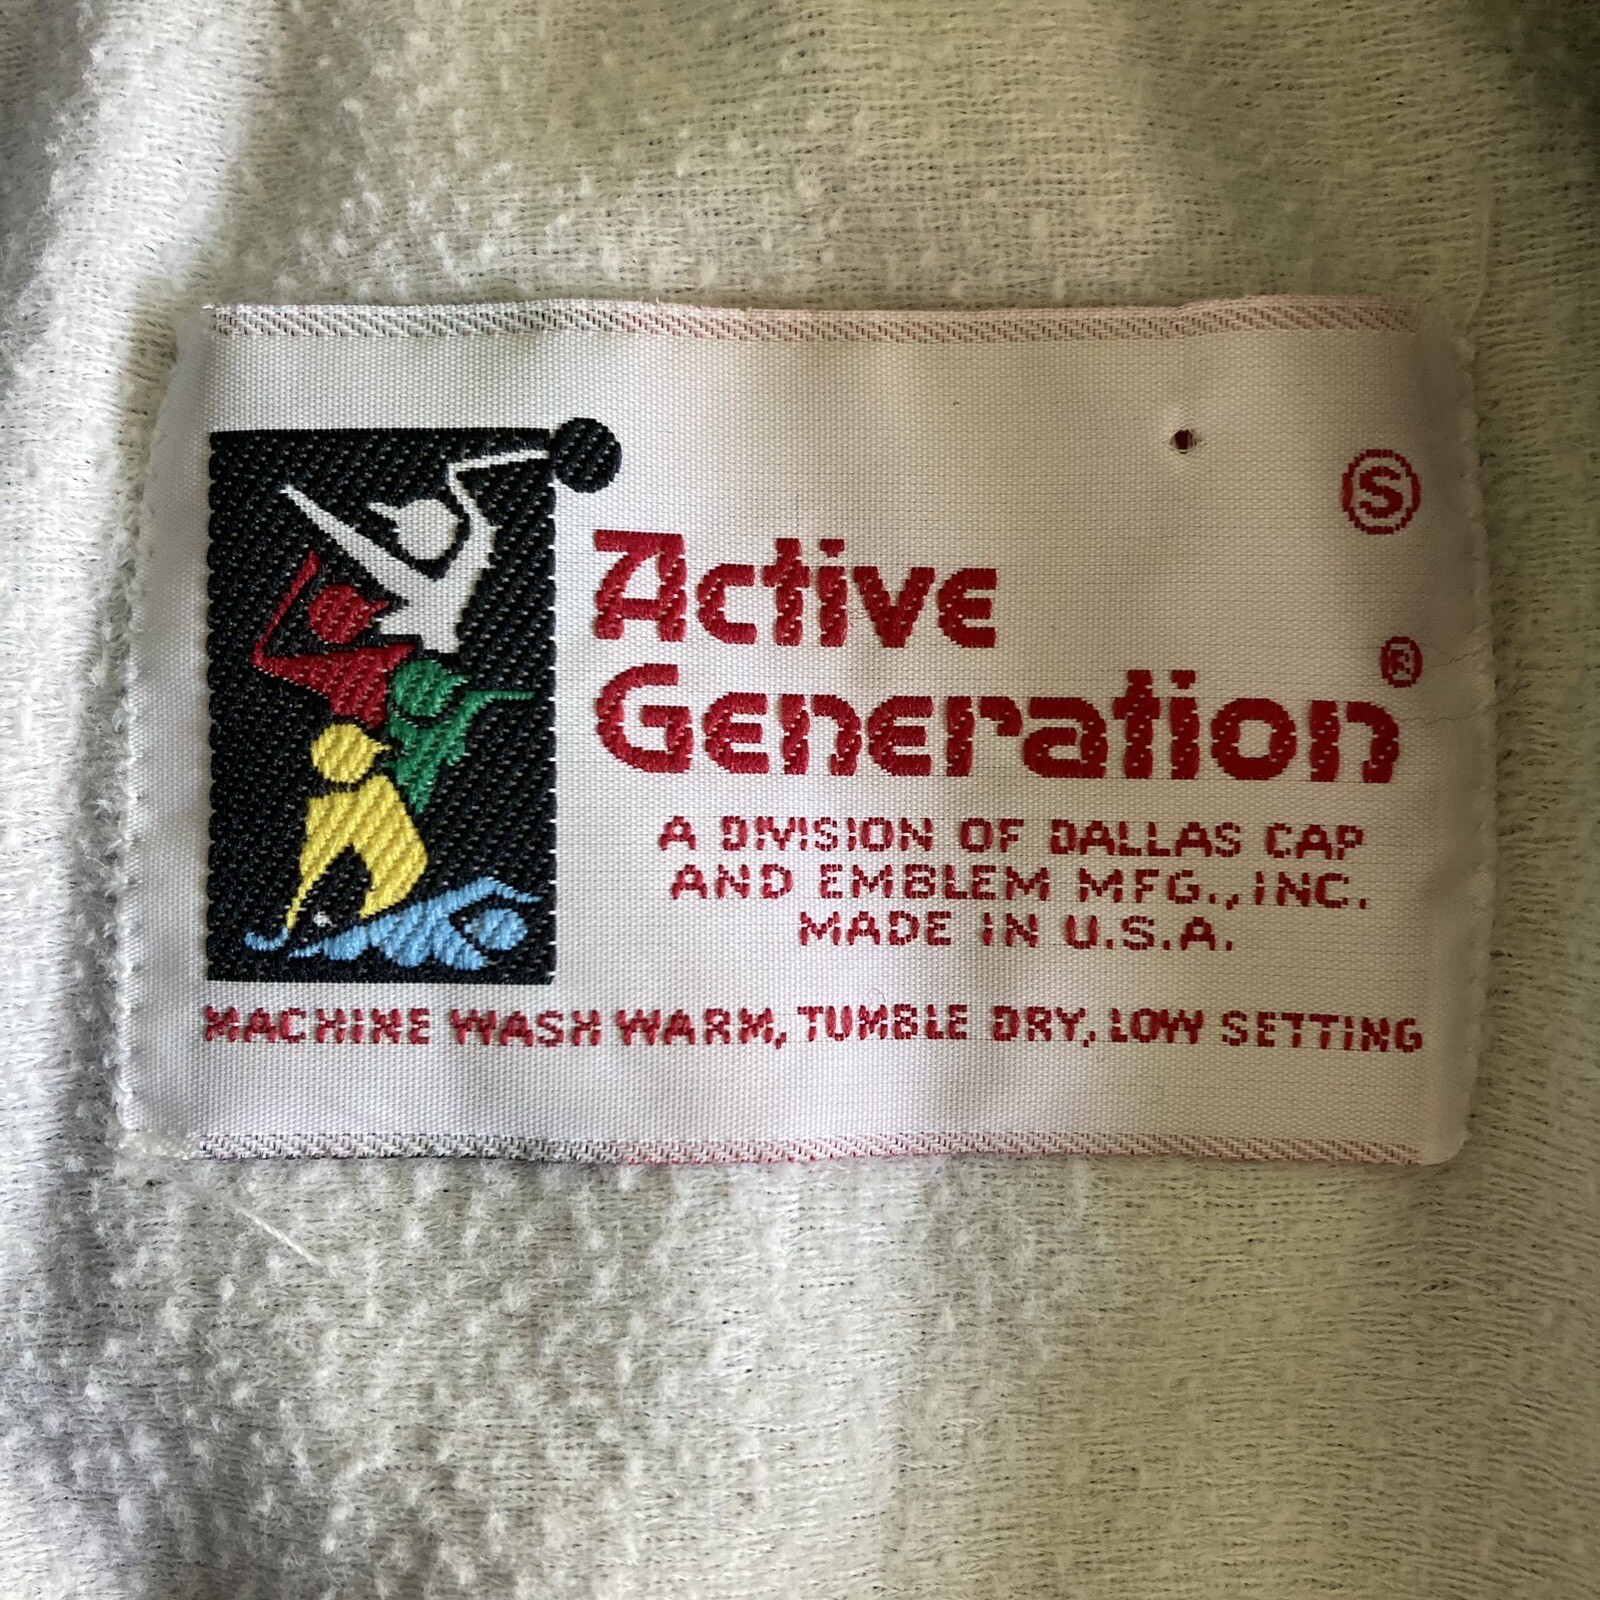 S
Active
Generation®
A DIVISION OF DALLAS CAP
AND EMBLEM MFG., INC.
MADE IN U.S.A.
MACHINE WASH WARM, TUMBLE DRY, LOW SETTING